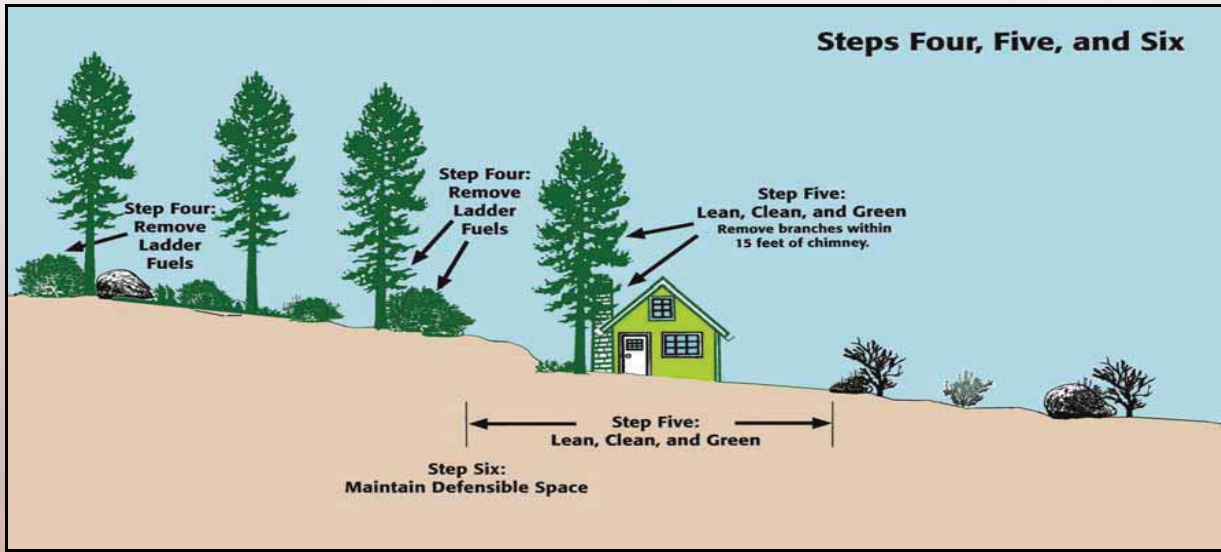 Steps Four, Five, and Six
Step Four:
Remove
Ladder
Fuels
Step Four:
Remove
Ladder
Fuels
Step Five:
Lean, Clean, and Green
Remove branches within
15 feet of chimney.
Step Five:
Lean, Clean, and Green
Step Six:
Maintain Defensible Space